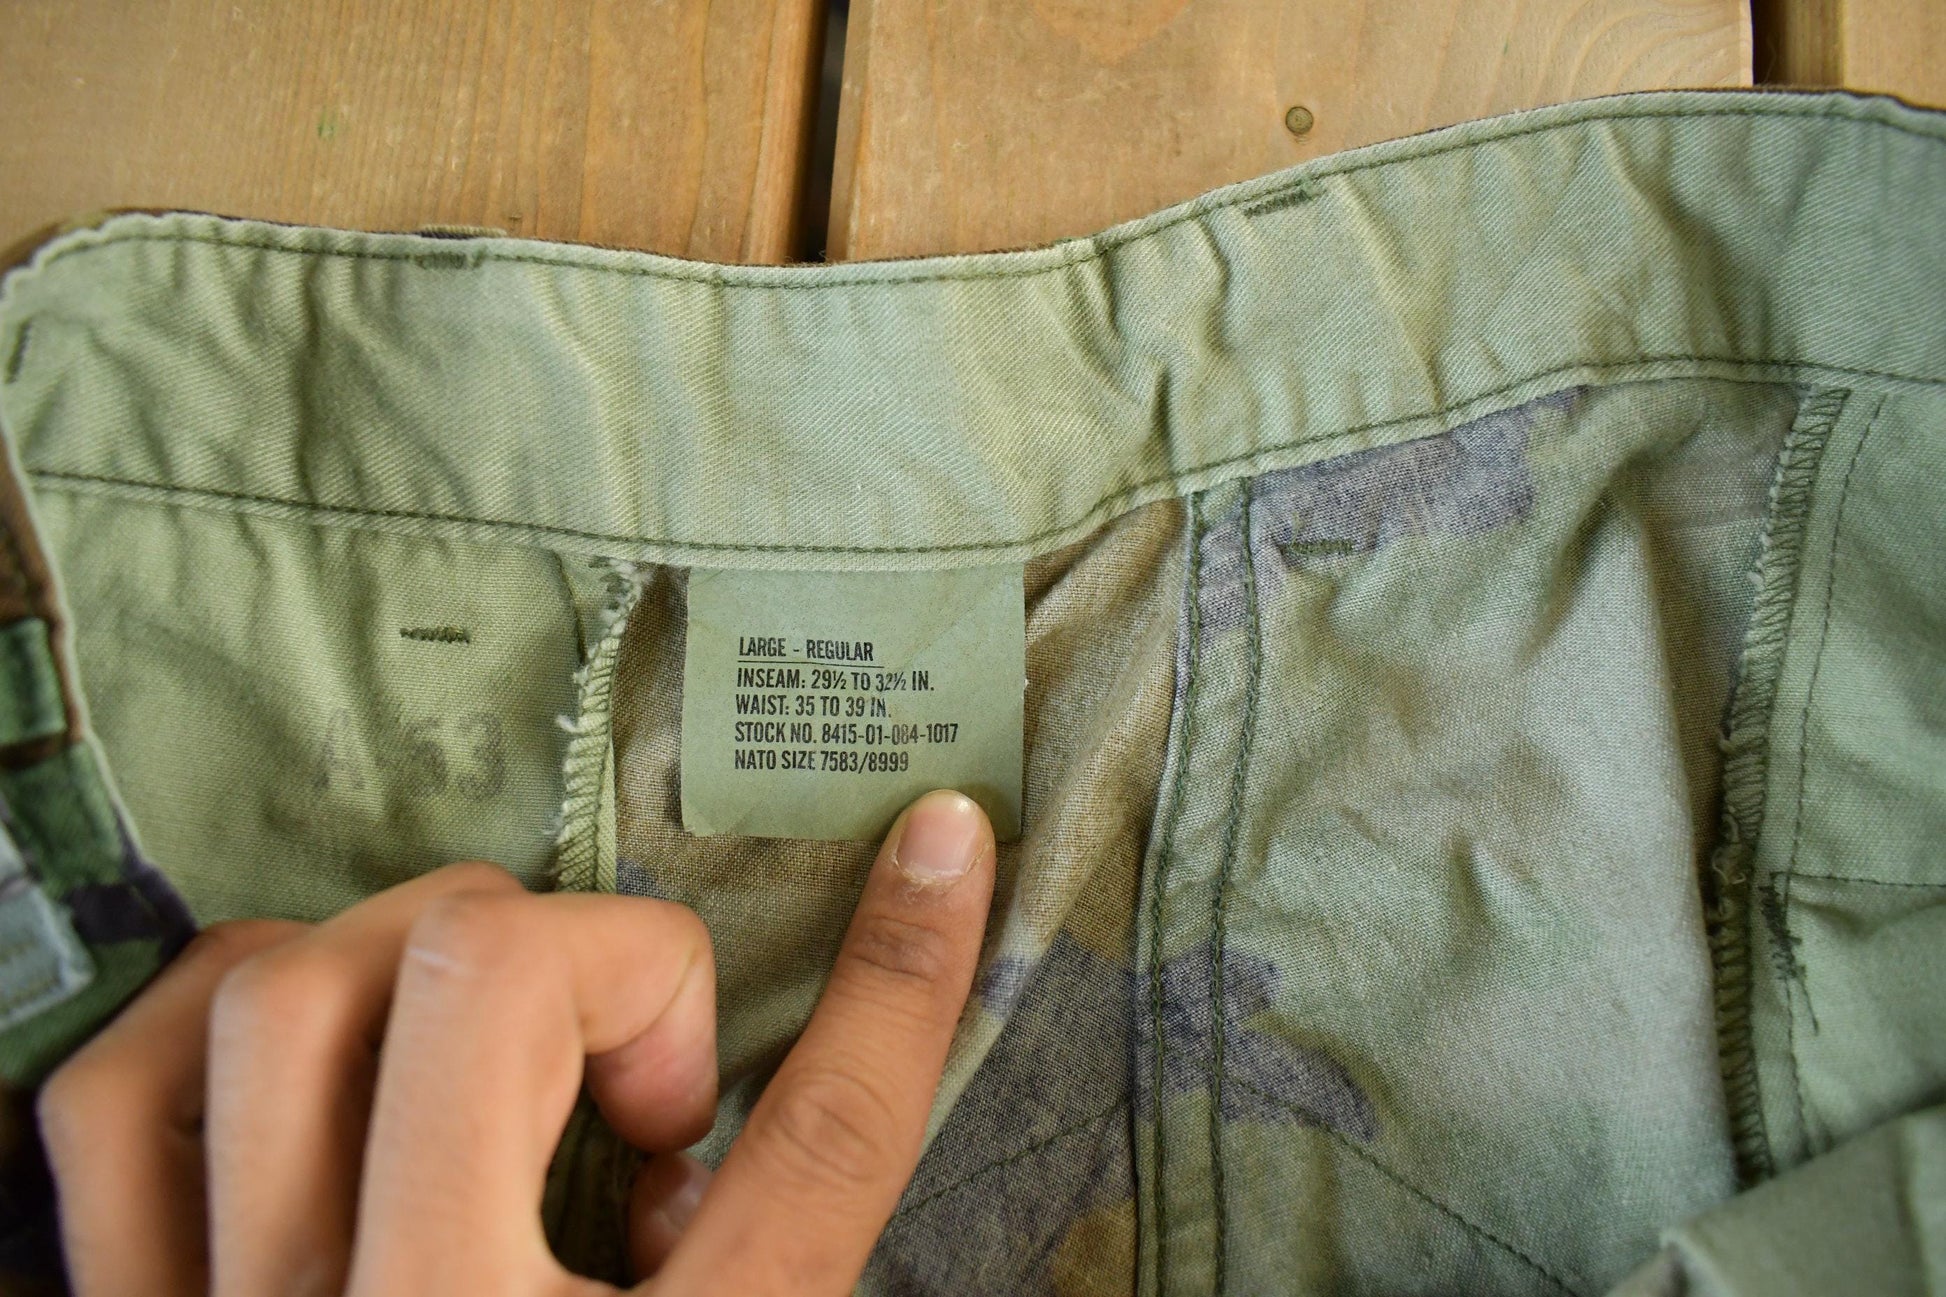 LARGE - REGULAR
INSEAM: 29½ TO 32½ IN.
WAIST: 35 TO 39 IN.
STOCK NO. 8415-01-084-1017
NATO SIZE 7583/8999